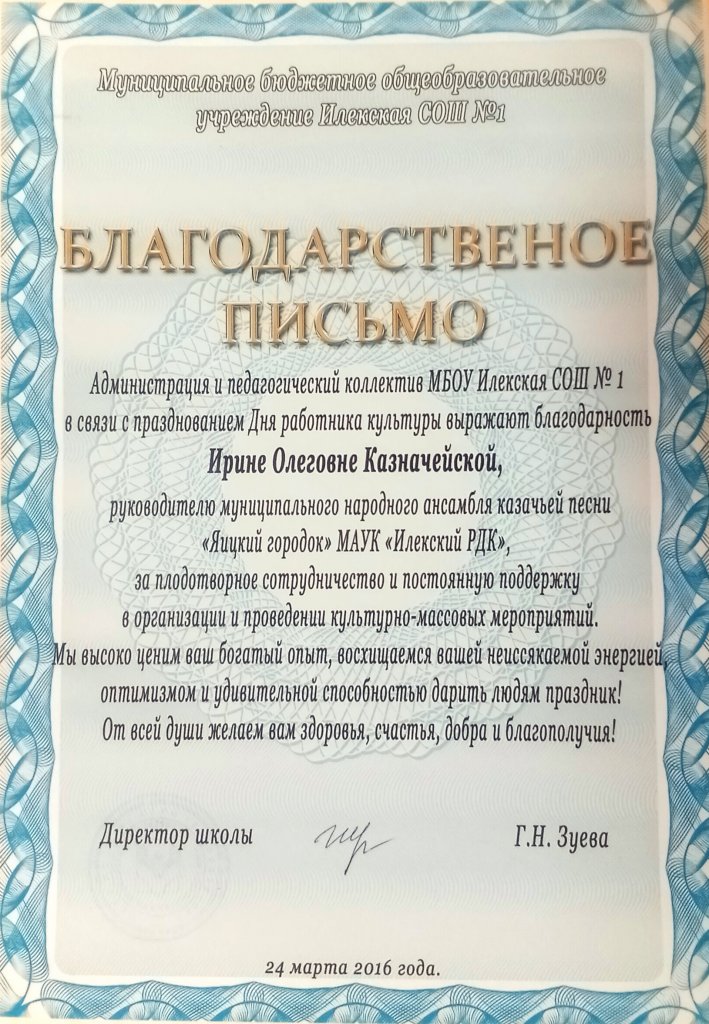 Муниципальное бюджетное общеобразовательное
учреждение Илекская СОШ №1
БЛАГОДАРСТВЕНОЕ
ПИСЬМО
Администрация и педагогический коллектив МБОУ Илекская СОШ № 1
в связи с празднованием Дня работника культуры выражают благодарность
Ирине Олеговне Казначейской,
руководителю муниципального народного ансамбля казачьей песни
«Яицкий городок» МАУК «Илекский РДК»,
за плодотворное сотрудничество и постоянную поддержку
в организации и проведении культурно-массовых мероприятий.
Мы высоко ценим ваш богатый опыт, восхищаемся вашей неиссякаемой энергией,
оптимизмом и удивительной способностью дарить людям праздник!
От всей души желаем вам здоровья, счастья, добра и благополучия!
Директор школы Г.Н. Зуева
24 марта 2016 года.